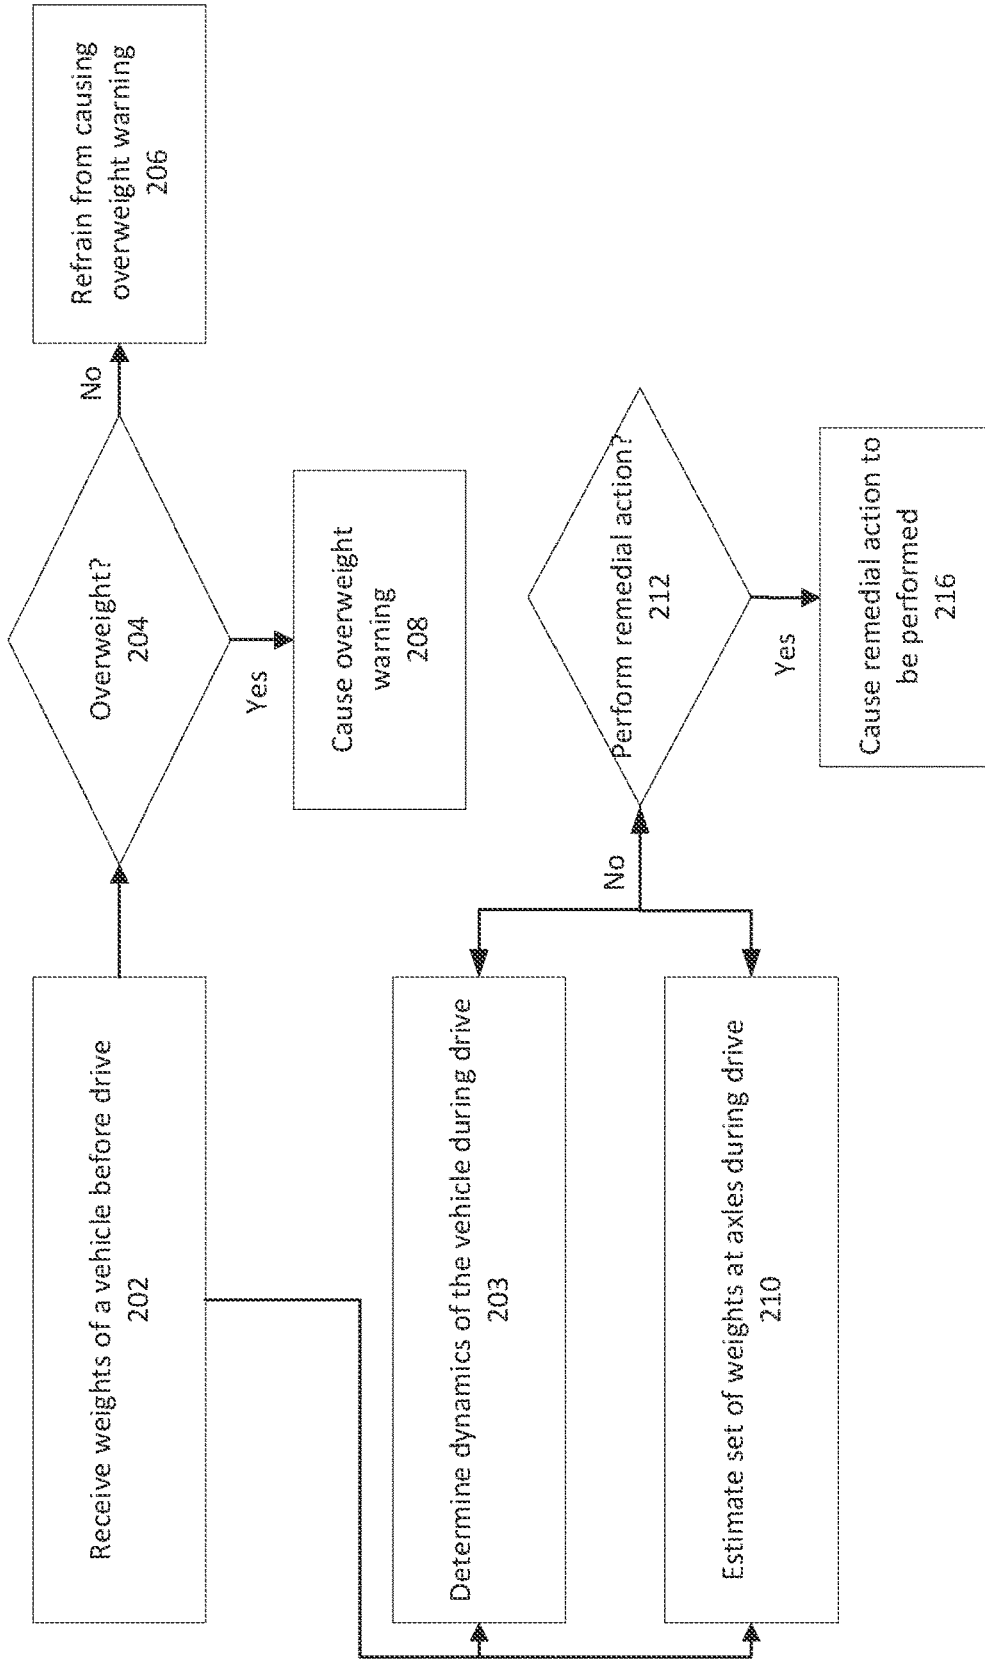 Receive weights of a vehicle before drive
202
Overweight?
204
No
Refrain from causing
overweight warning
206
Yes
Cause overweight
warning
208
Determine dynamics of the vehicle during drive
203
Estimate set of weights at axles during drive
210
No
Perform remedial action?
212
Yes
Cause remedial action to
be performed
216